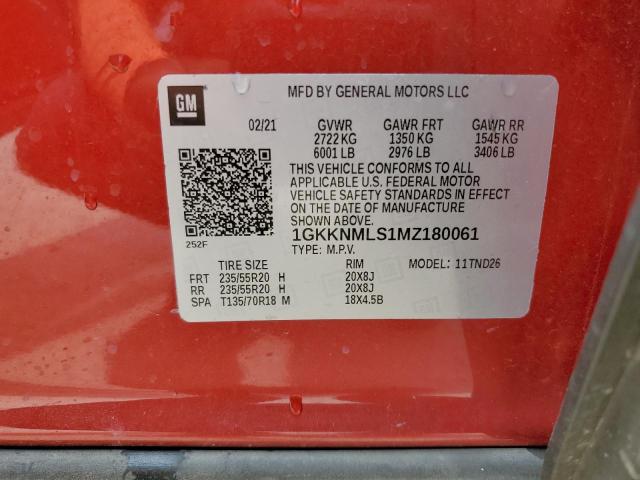 GM
MFD BY GENERAL MOTORS LLC
02/21 GVWR GAWR FRT GAWR RR
2722 KG 1350 KG 1545 KG
6001 LB 2976 LB 3406 LB
THIS VEHICLE CONFORMS TO ALL
APPLICABLE U.S. FEDERAL MOTOR
VEHICLE SAFETY STANDARDS IN
EFFECT ON THE DATE OF MANUFACTURE
SHOWN ABOVE.
252F
1GKKNMLS1MZ180061
TYPE: M.P.V. MODEL: 11TND26
TIRE SIZE RIM
FRT 235/55R20 H 20X8J
RR 235/55R20 H 20X8J
SPA T135/70R18 M 18X4.5B